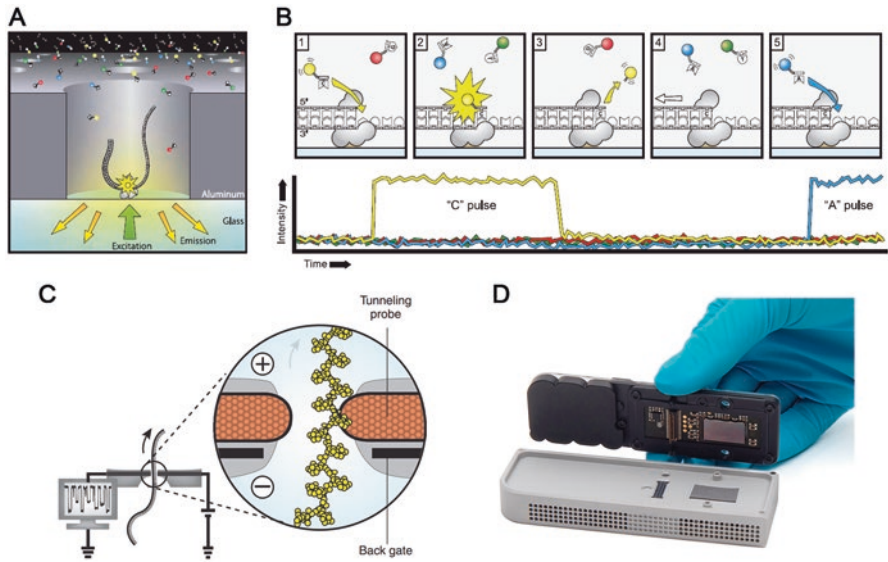 A
Aluminum
Glass
Excitation
Emission
B
1
2
3
4
5
5'
3'
Intensity
"C" pulse
"A" pulse
Time
C
Tunneling
probe
+
−
Back gate
D